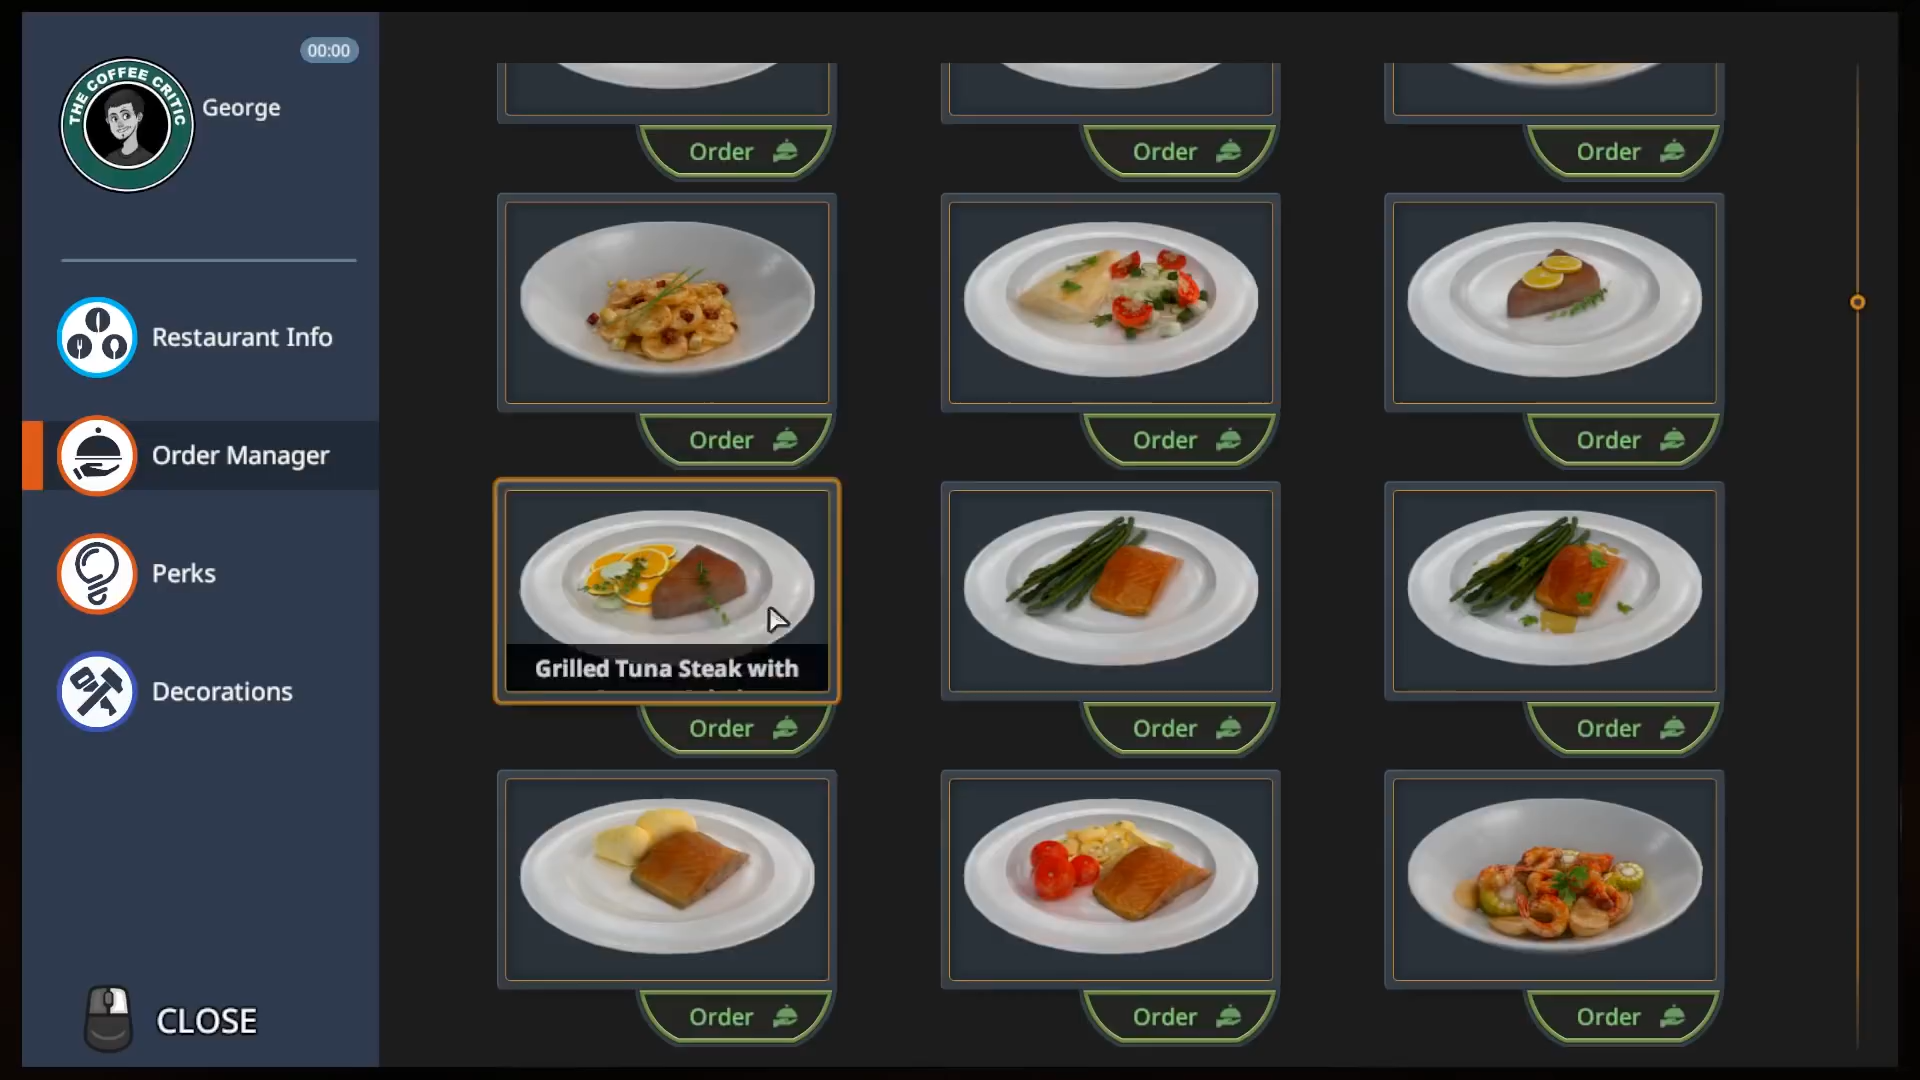 00:00
THE COFFEE CRITIC
George
Restaurant Info
Order Manager
Perks
Decorations
CLOSE
Order
Order
Order
Order
Order
Order
Grilled Tuna Steak with
Order
Order
Order
Order
Order
Order